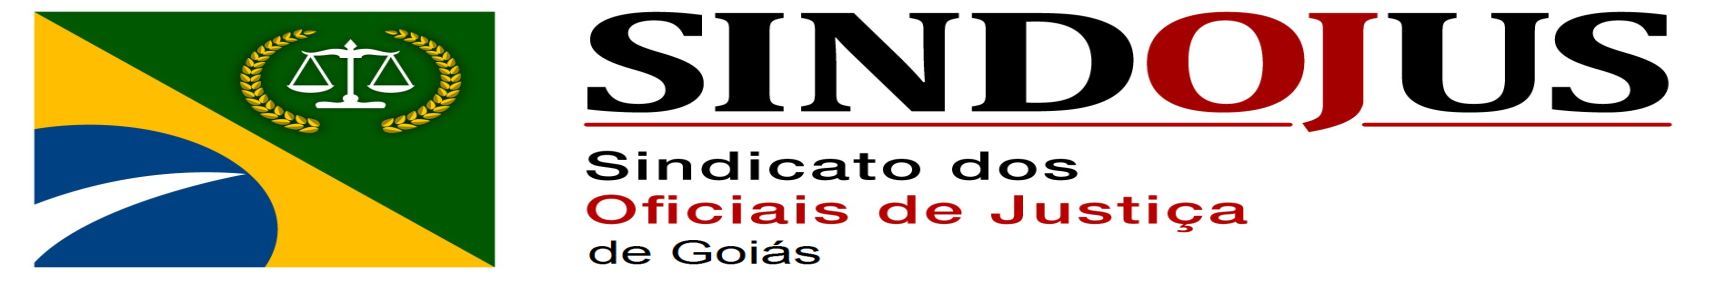 SINDOJUS
Sindicato dos
Oficiais de Justiça
de Goiás